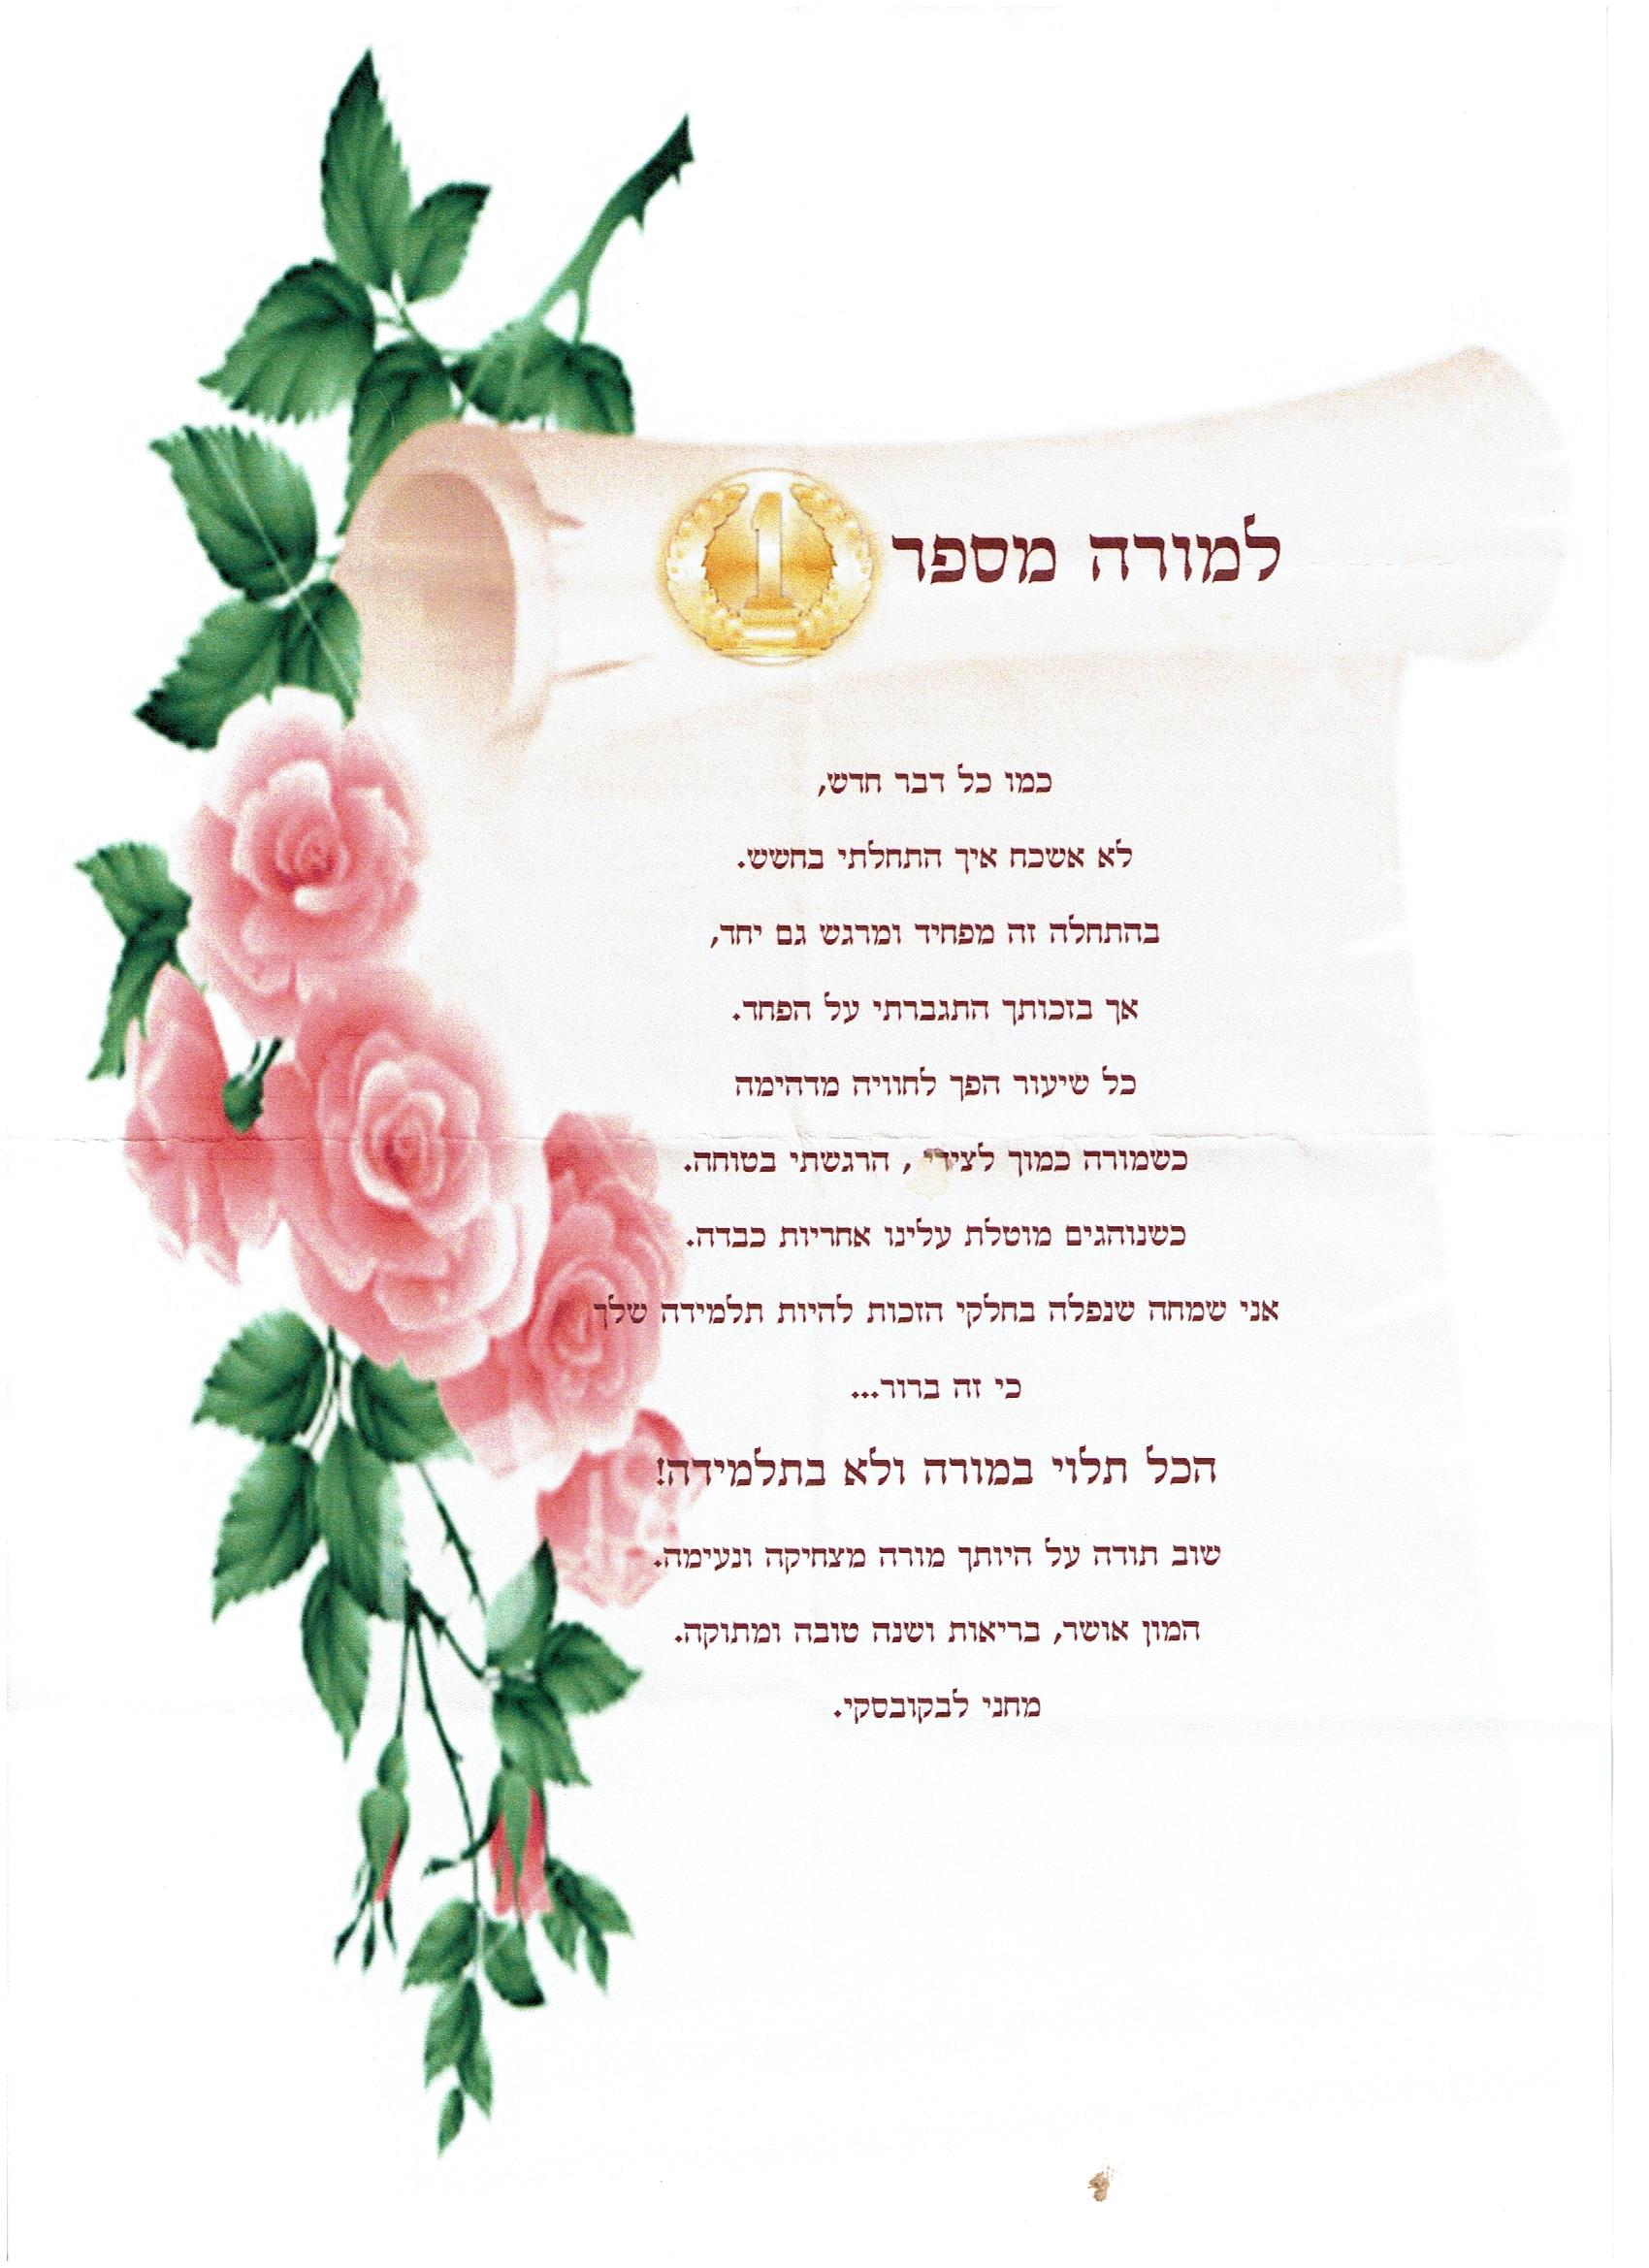 למורה מספר 1
כמו כל דבר חדש,
לא אשכח איך התחלתי בחשש.
בהתחלה זה מפחיד ומרגש גם יחד,
אך בזכותך התגברתי על הפחד.
כל שיעור הפך לחוויה מדהימה
כשמורה כמוך לצידי, הרגשתי בטוחה.
כשנוהגים מוטלת עלינו אחריות כבדה.
אני שמחה שנפלה בחלקי הזכות להיות תלמידה שלך
כי זה ברור...
הכל תלוי במורה ולא בתלמידה!
שוב תודה על היותך מורה מצחיקה ונעימה.
המון אושר, בריאות ושנה טובה ומתוקה.
מחני לבקובסקי.